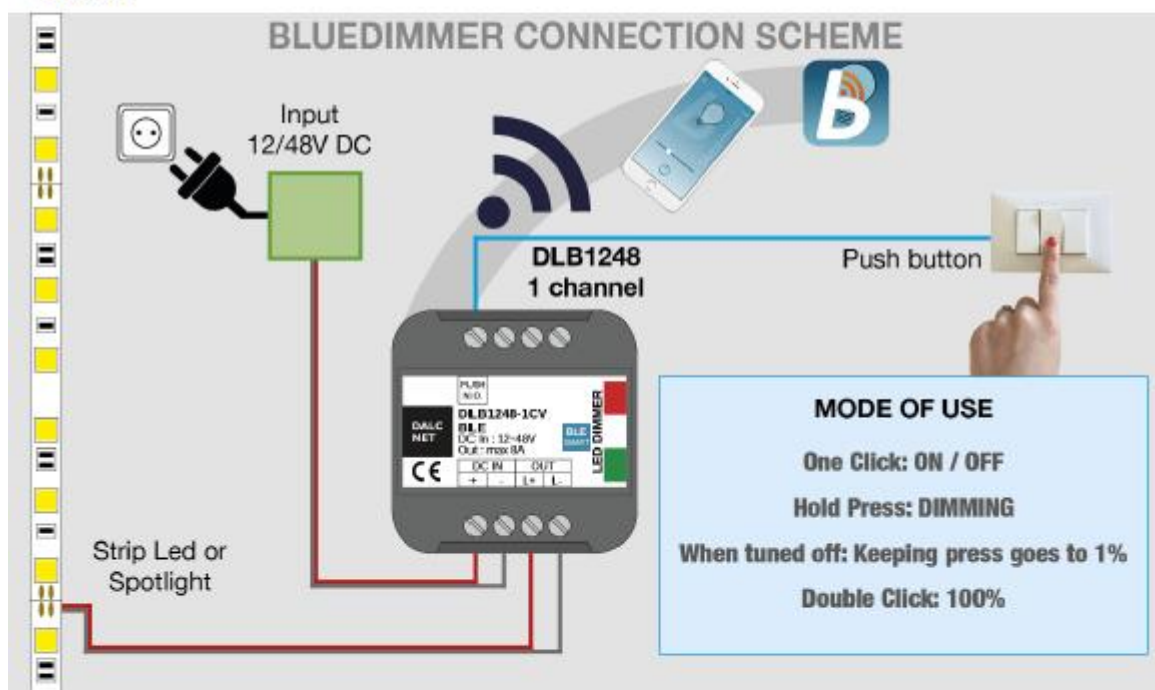 BLUEDIMMER CONNECTION SCHEME
b
Input
12/48V DC
DLB1248
1 channel
Push button
PUSH
N.O.
DALC
NET
DLB1248-1CV
BLE
DC In : 12~48V
Out : max 8A
BLE
SMART
LED DIMMER
CE
DC IN OUT
+ - L+ L-
Strip Led or
Spotlight
MODE OF USE
One Click: ON / OFF
Hold Press: DIMMING
When tuned off: Keeping press goes to 1%
Double Click: 100%